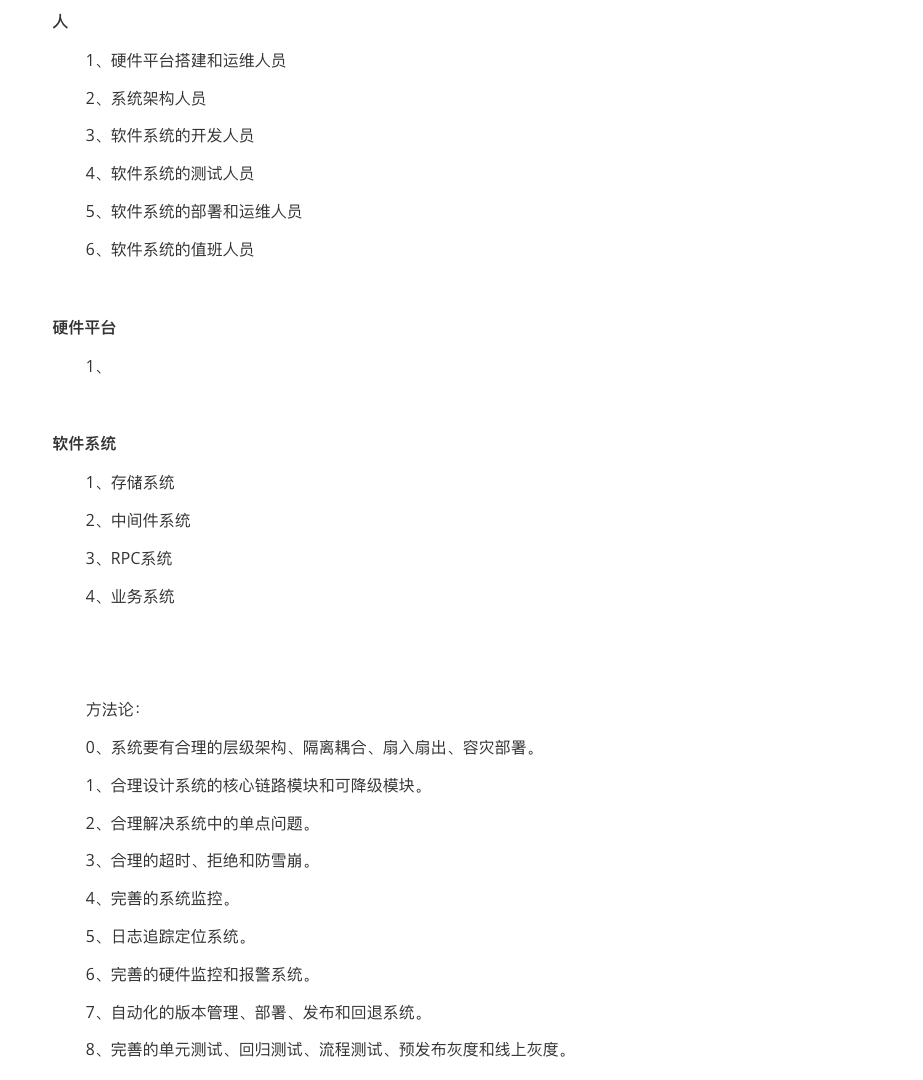 人
1、硬件平台搭建和运维人员
2、系统架构人员
3、软件系统的开发人员
4、软件系统的测试人员
5、软件系统的部署和运维人员
6、软件系统的值班人员
硬件平台
1、
软件系统
1、存储系统
2、中间件系统
3、RPC系统
4、业务系统
方法论：
0、系统要有合理的层级架构、隔离耦合、扇入扇出、容灾部署。
1、合理设计系统的核心链路模块和可降级模块。
2、合理解决系统中的单点问题。
3、合理的超时、拒绝和防雪崩。
4、完善的系统监控。
5、日志追踪定位系统。
6、完善的硬件监控和报警系统。
7、自动化的版本管理、部署、发布和回退系统。
8、完善的单元测试、回归测试、流程测试、预发布灰度和线上灰度。